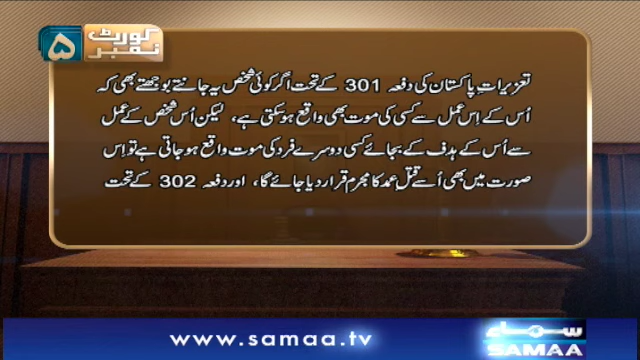 کورٹ
نمبر
۵
تعزیراتِ پاکستان کی دفعہ 301 کے تحت اگر کوئی شخص یہ جانتے بوجھتے بھی کہ
اُس کے اِس عمل سے کسی کی موت بھی واقع ہوسکتی ہے، لیکن اُس شخص کے عمل
سے اُس کے ہدف کے بجائے کسی دوسرے فرد کی موت واقع ہوجاتی ہے تو اِس
صورت میں بھی اُسے قتلِ عمد کا مجرم قرار دیا جائے گا، اور دفعہ 302 کے تحت
www.samaa.tv
سماء
SAMAA